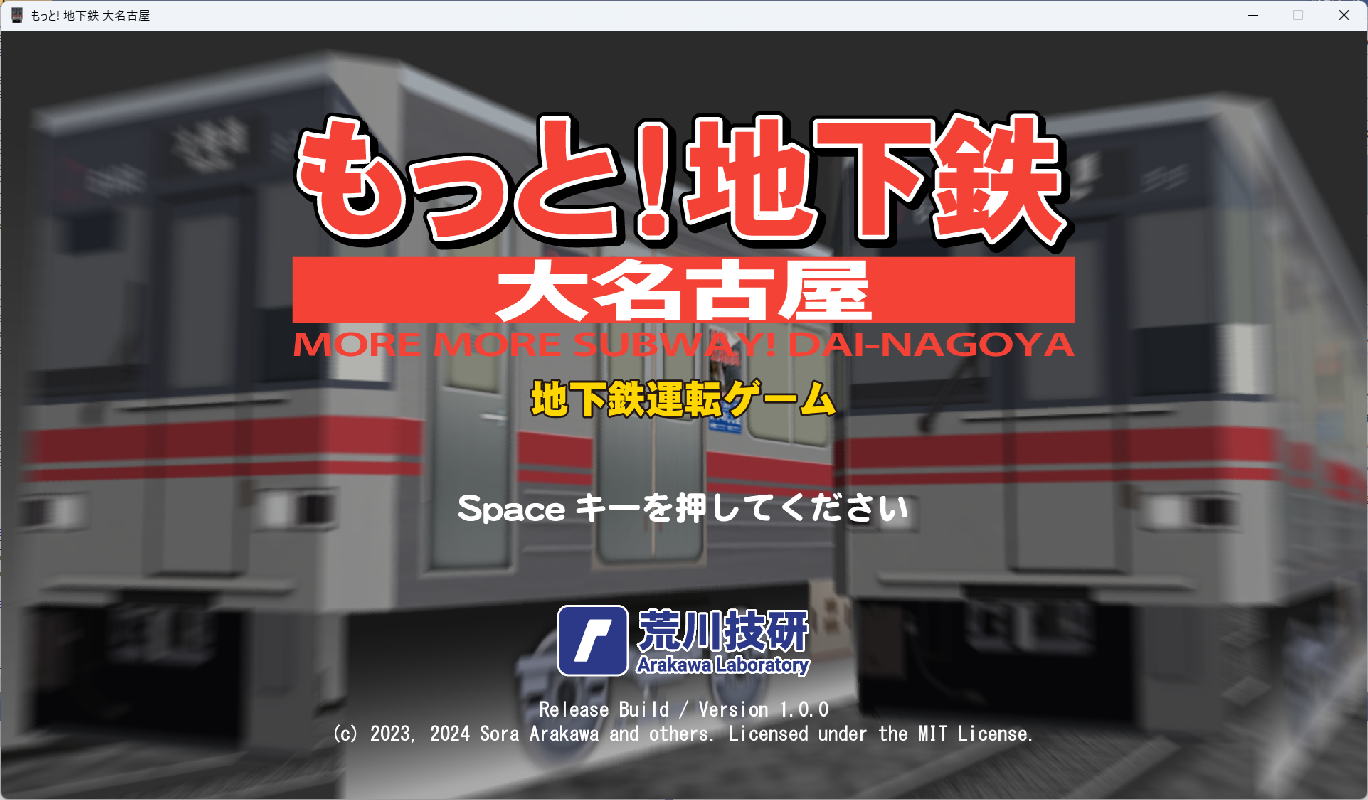 もっと! 地下鉄 大名古屋
もっと!地下鉄
大名古屋
MORE MORE SUBWAY! DAI-NAGOYA
地下鉄運転ゲーム
Space キーを押してください
荒川技研
Arakawa Laboratory
Release Build / Version 1.0.0
(c) 2023, 2024 Sora Arakawa and others. Licensed under the MIT License.